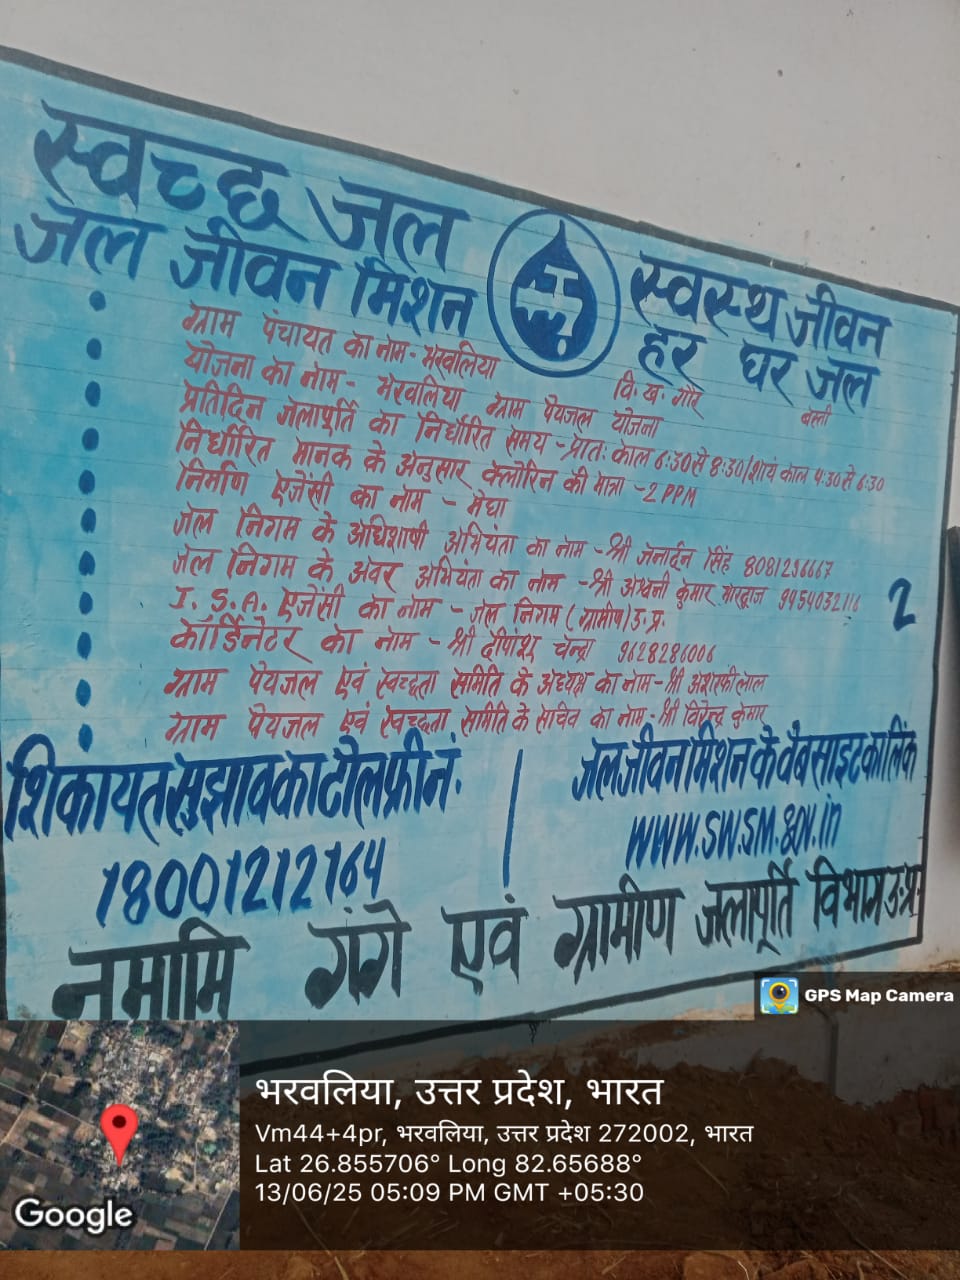 स्वच्छ जल
स्वस्थ जीवन
जल जीवन मिशन
हर घर जल
ग्राम पंचायत का नाम - भरवलिया वि. ख. गौर बस्ती
योजना का नाम - भरवलिया ग्राम पेयजल योजना
प्रतिदिन जलापूर्ति का निर्धारित समय - प्रातः काल 6:30 से 8:30/शायं काल 4:30 से 6:30
निर्धारित मानक के अनुसार क्लोरिन की मात्रा - 2 PPM
निर्माण एजेंसी का नाम - मेघा
जल निगम के अधिशाषी अभियंता का नाम - श्री जनार्दन सिंह 8081296667
जल निगम के अवर अभियंता का नाम - श्री अश्वनी कुमार भारद्वाज 9454032116
I. S. A. एजेंसी का नाम - जल निगम (ग्रामीण) उ. प्र.
कॉर्डिनेटर का नाम - श्री दीपांशू चन्द्रा 9628286006
ग्राम पेयजल एवं स्वच्छता समिति के अध्यक्ष का नाम - श्री अशरफी लाल
ग्राम पेयजल एवं स्वच्छता समिति के सचिव का नाम - श्री विरेन्द्र कुमार
2
शिकायत सुझाव का टोल फ्री नं.
18001212164
जल जीवन मिशन के वैबसाइट का लिंक
www.swsm.gov.in
नमामि गंगे एवं ग्रामीण जलापूर्ति विभाग उ. प्र.
GPS Map Camera
भरवलिया, उत्तर प्रदेश, भारत
Vm44+4pr, भरवलिया, उत्तर प्रदेश 272002, भारत
Lat 26.855706° Long 82.65688°
13/06/25 05:09 PM GMT +05:30
Google